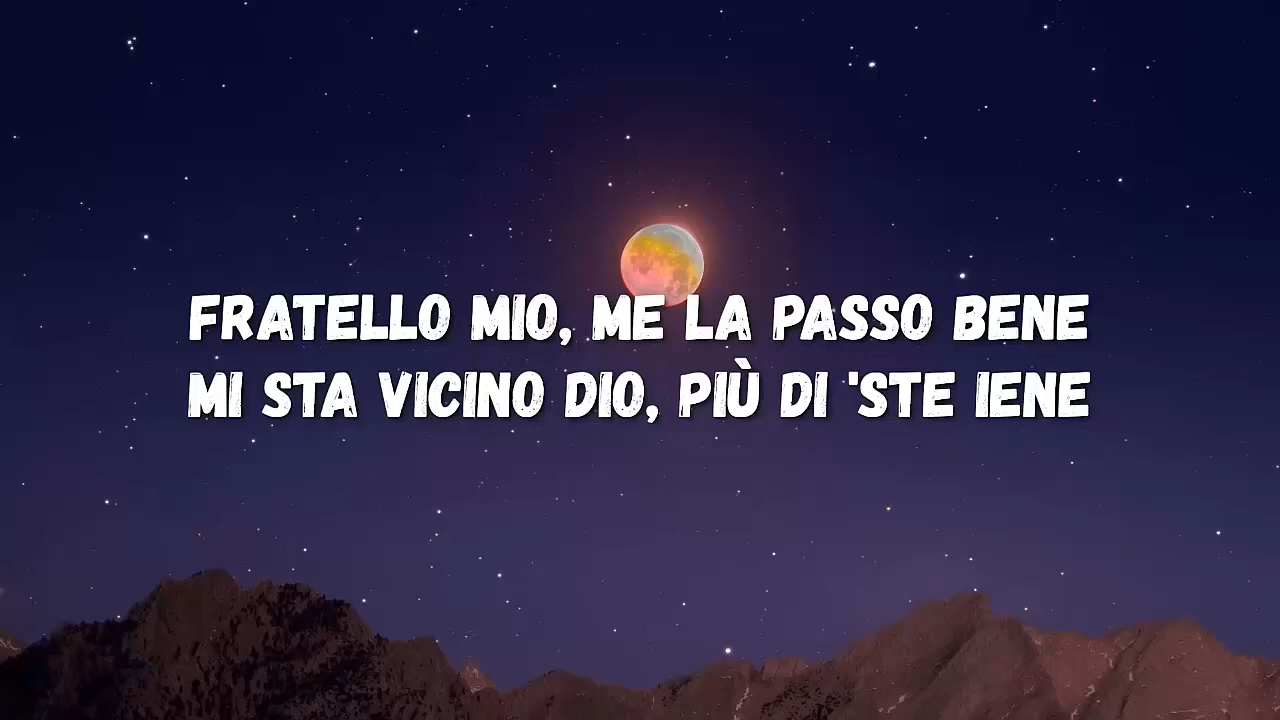 FRATELLO MIO, ME LA PASSO BENE
MI STA VICINO DIO, PIÙ DI 'STE IENE